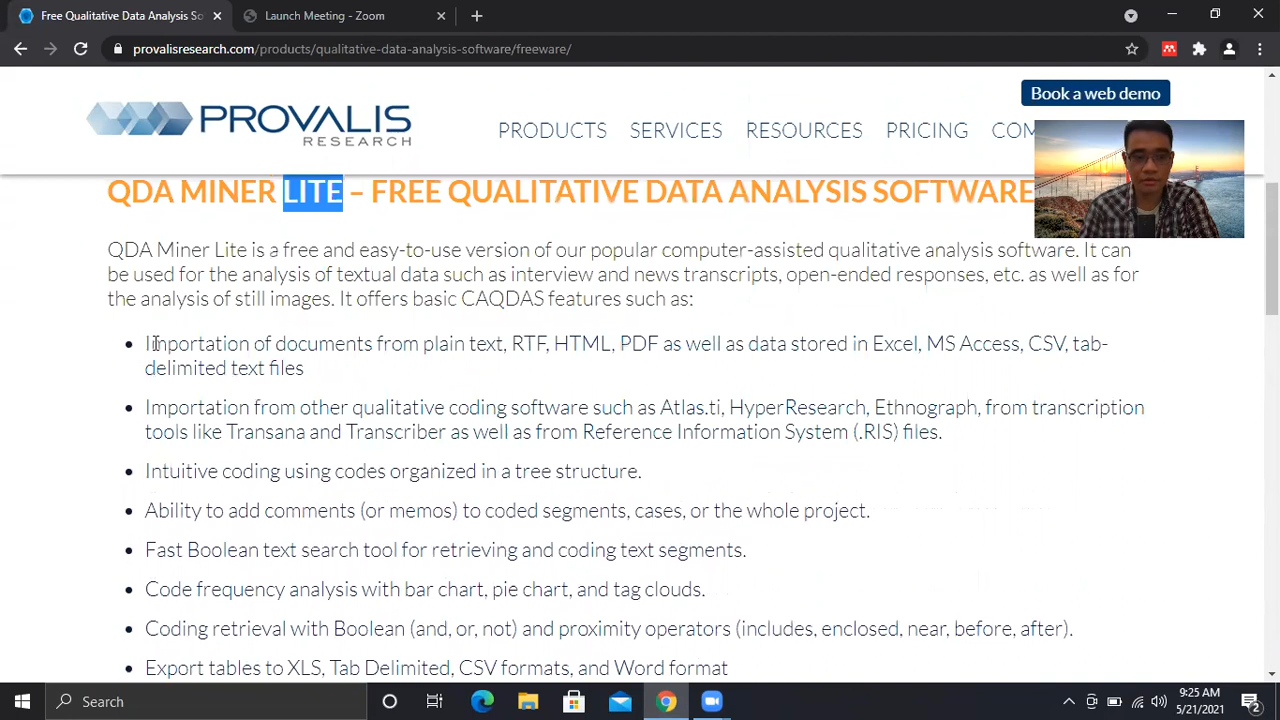 Free Qualitative Data Analysis So
Launch Meeting - Zoom
provalisresearch.com/products/qualitative-data-analysis-software/freeware/
Book a web demo
PROVALIS
RESEARCH
PRODUCTS SERVICES RESOURCES PRICING COM
QDA MINER LITE – FREE QUALITATIVE DATA ANALYSIS SOFTWARE
QDA Miner Lite is a free and easy-to-use version of our popular computer-assisted qualitative analysis software. It can
be used for the analysis of textual data such as interview and news transcripts, open-ended responses, etc. as well as for
the analysis of still images. It offers basic CAQDAS features such as:
• Importation of documents from plain text, RTF, HTML, PDF as well as data stored in Excel, MS Access, CSV, tab-
delimited text files
• Importation from other qualitative coding software such as Atlas.ti, HyperResearch, Ethnograph, from transcription
tools like Transana and Transcriber as well as from Reference Information System (.RIS) files.
• Intuitive coding using codes organized in a tree structure.
• Ability to add comments (or memos) to coded segments, cases, or the whole project.
• Fast Boolean text search tool for retrieving and coding text segments.
• Code frequency analysis with bar chart, pie chart, and tag clouds.
• Coding retrieval with Boolean (and, or, not) and proximity operators (includes, enclosed, near, before, after).
• Export tables to XLS, Tab Delimited, CSV formats, and Word format
Search
9:25 AM
5/21/2021
2